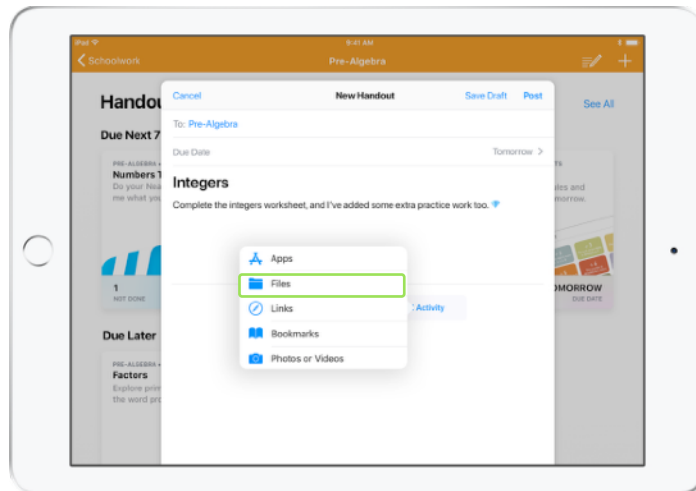 iPad
9:41 AM
Schoolwork
Pre-Algebra
Handou
See All
Cancel
New Handout
Save Draft
Post
To: Pre-Algebra
Due Next 7
Due Date
Tomorrow
PRE-ALGEBRA •
Numbers T
Do your Nea
me what you
Integers
Complete the integers worksheet, and I've added some extra practice work too.
ules and
morrow.
Apps
Files
Links
Bookmarks
Photos or Videos
Activity
1
NOT DONE
OMORROW
DUE DATE
Due Later
PRE-ALGEBRA •
Factors
Explore prim
the word pro